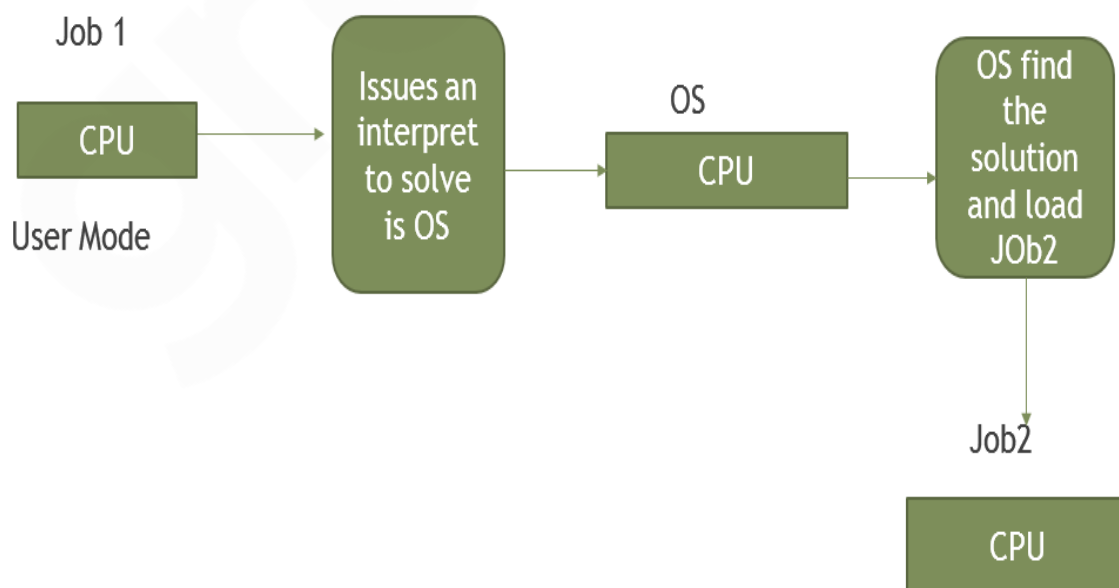 Job 1
CPU
User Mode
Issues an
interpret
to solve
is OS
OS
CPU
OS find
the
solution
and load
JOb2
Job2
CPU